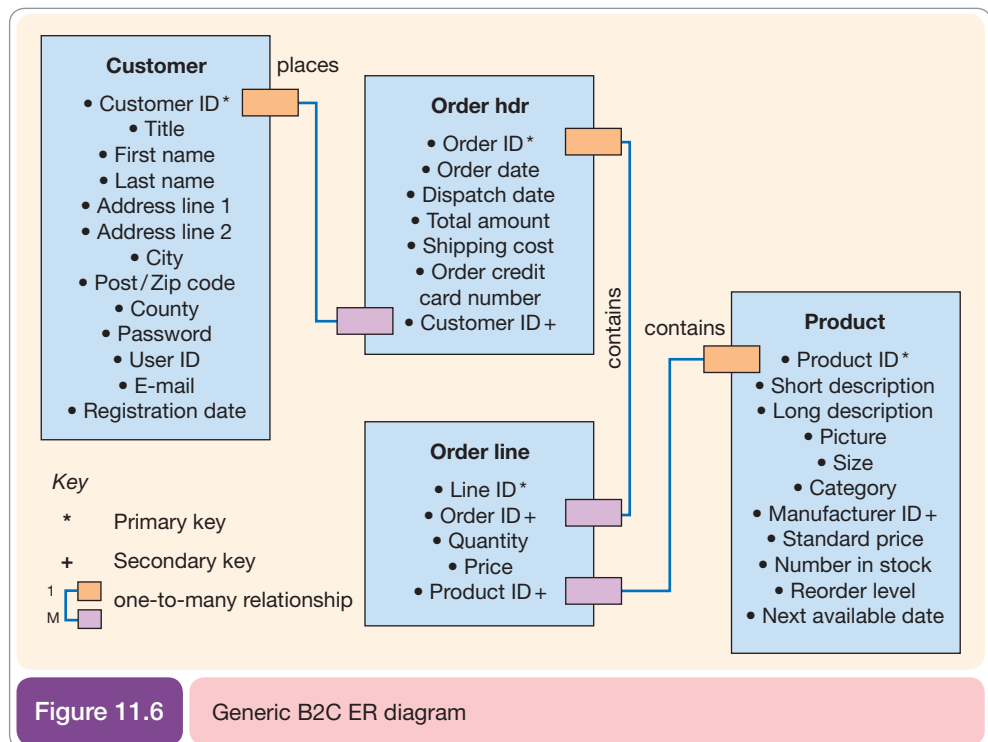 Customer
• Customer ID*
• Title
• First name
• Last name
• Address line 1
• Address line 2
• City
• Post/Zip code
• County
• Password
• User ID
• E-mail
• Registration date
places
Order hdr
• Order ID*
• Order date
• Dispatch date
• Total amount
• Shipping cost
• Order credit
card number
• Customer ID+
contains
Order line
• Line ID*
• Order ID+
• Quantity
• Price
• Product ID+
contains
Product
• Product ID*
• Short description
• Long description
• Picture
• Size
• Category
• Manufacturer ID+
• Standard price
• Number in stock
• Reorder level
• Next available date
Key
* Primary key
+ Secondary key
1
M
one-to-many relationship
Figure 11.6
Generic B2C ER diagram